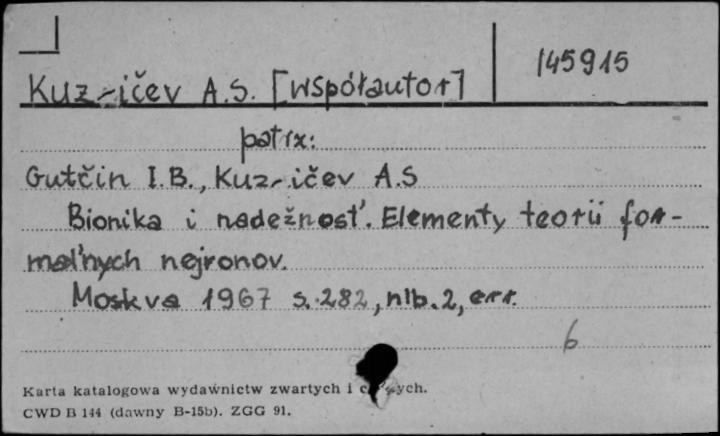 145915
Kuz-ičev A.S. [współautor]
patrz:
Gutčin I.B., Kuz-ičev A.S
Bionika i nadežnost'. Elementy teorii for-
mal'nych nejronov.
Moskva 1967 s. 282, nlb. 2, err.
6
Karta katalogowa wydawnictw zwartych i
CWD B 144 (dawny B-15b). ZGG 91.